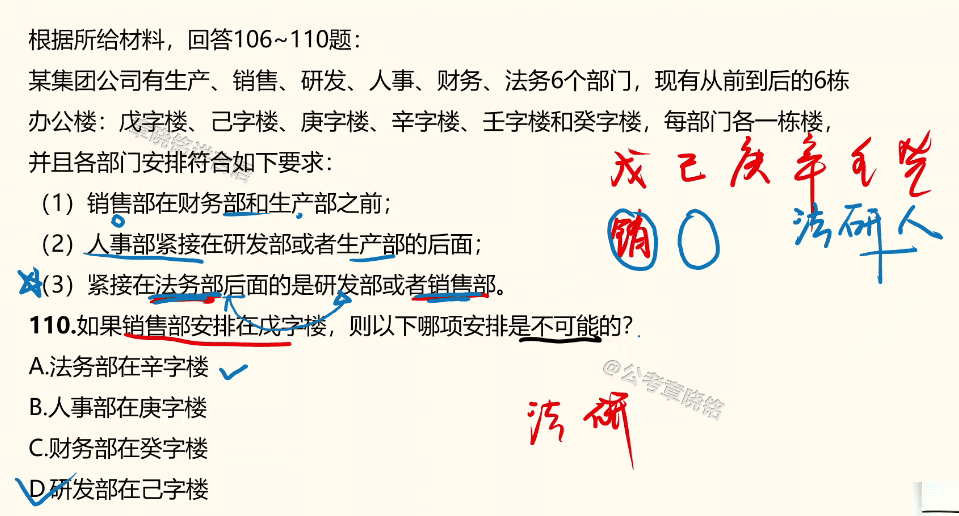 根据所给材料，回答106~110题：
某集团公司有生产、销售、研发、人事、财务、法务6个部门，现有从前到后的6栋
办公楼：戊字楼、己字楼、庚字楼、辛字楼、壬字楼和癸字楼，每部门各一栋楼，
并且各部门安排符合如下要求：
（1）销售部在财务部和生产部之前；
戊 己 庚 辛 壬 癸
（2）人事部紧接在研发部或者生产部的后面；
销 法 研 人
（3）紧接在法务部后面的是研发部或者销售部。
110.如果销售部安排在戊字楼，则以下哪项安排是不可能的？
A.法务部在辛字楼
@公考章晓铭
B.人事部在庚字楼
法 研
C.财务部在癸字楼
D.研发部在己字楼